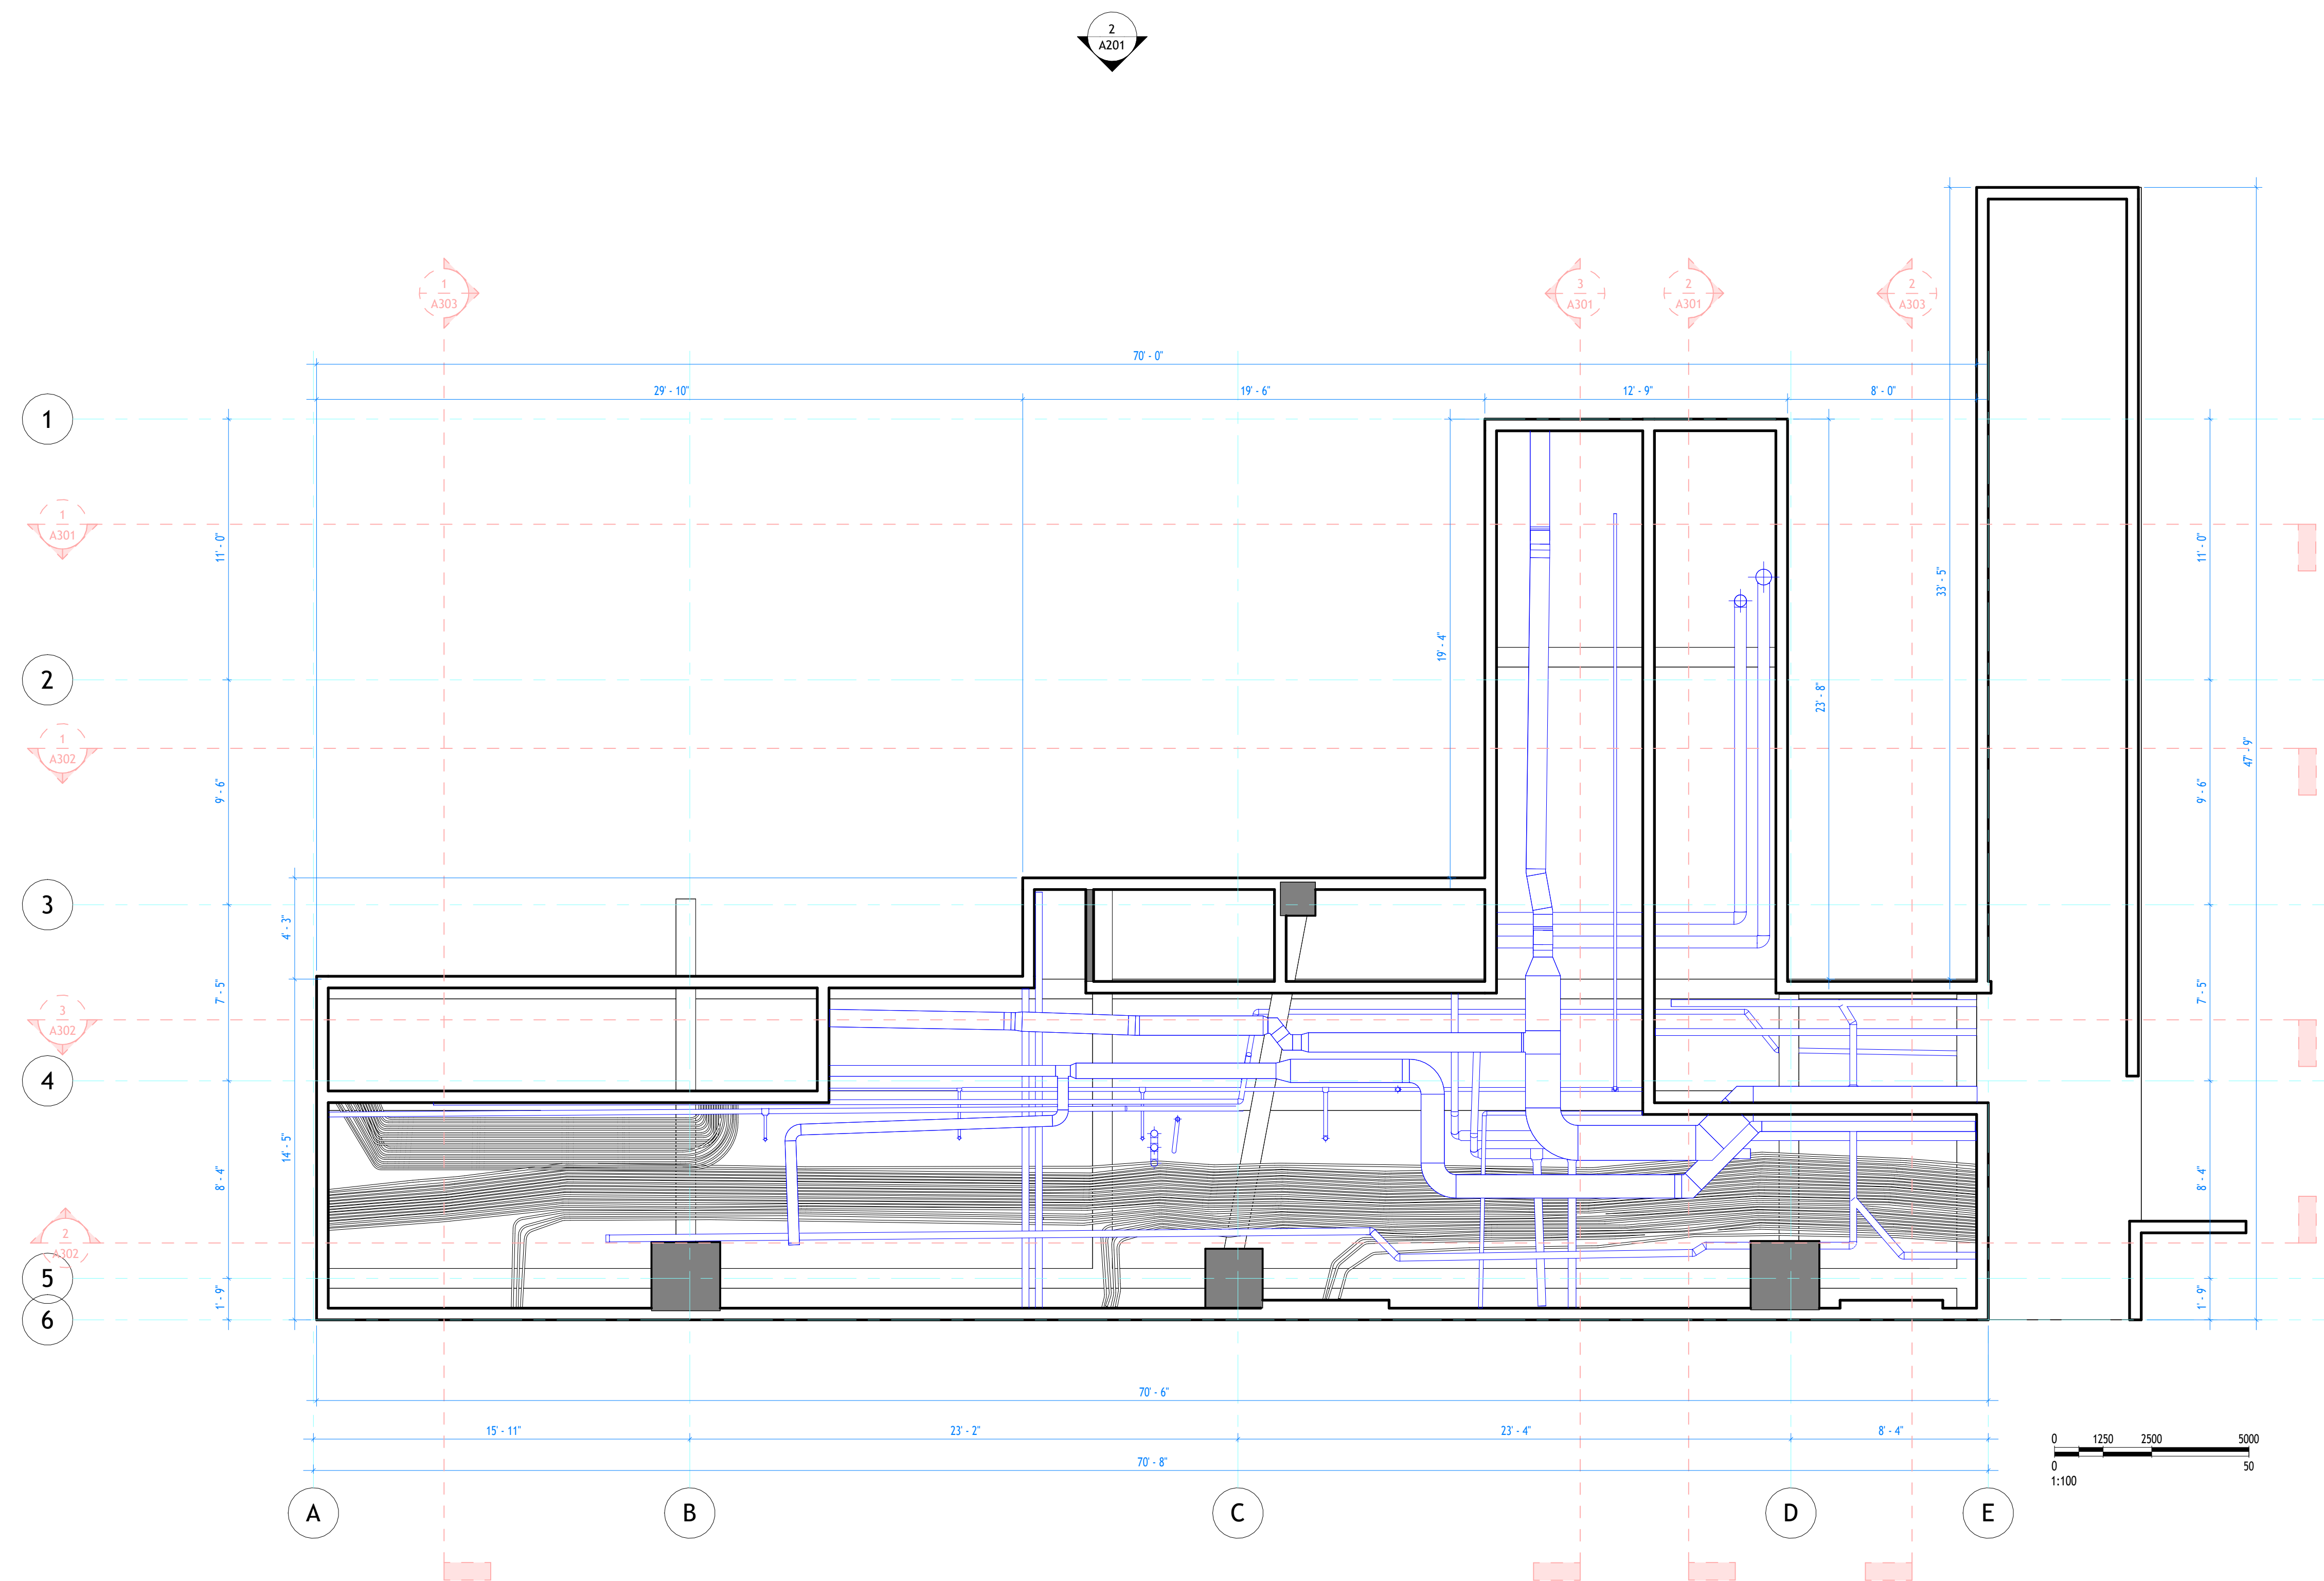 2
A201
1
A303
3
A301
2
A301
2
A303
70' - 0"
29' - 10"
19' - 6"
12' - 9"
8' - 0"
1
1
A301
11' - 0"
11' - 0"
33' - 5"
19' - 4"
23' - 8"
2
1
A302
9' - 6"
9' - 6"
47' - 9"
3
4' - 3"
7' - 5"
7' - 5"
3
A302
4
14' - 5"
8' - 4"
8' - 4"
2
A302
5
1' - 9"
1' - 9"
6
70' - 6"
15' - 11"
23' - 2"
23' - 4"
8' - 4"
70' - 8"
0 1250 2500 5000
0 50
1:100
A
B
C
D
E